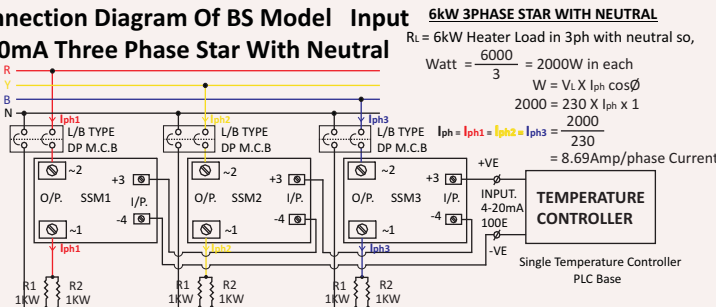 nnection Diagram Of BS Model Input
0mA Three Phase Star With Neutral
6kW 3PHASE STAR WITH NEUTRAL
RL = 6kW Heater Load in 3ph with neutral so,
Watt = 6000/3 = 2000W in each
W = VL X Iph cosØ
2000 = 230 X Iph x 1
Iph = Iph1 = Iph2 = Iph3 = 2000/230
= 8.69Amp/phase Current
R
Y
B
N
Iph1
Iph2
Iph3
L/B TYPE
DP M.C.B
L/B TYPE
DP M.C.B
L/B TYPE
DP M.C.B
~2
+3
O/P. SSM1 I/P.
-4
~1
~2
+3
O/P. SSM2 I/P.
-4
~1
~2
+3
O/P. SSM3 I/P.
-4
~1
+VE
INPUT.
4-20mA
100E
-VE
TEMPERATURE
CONTROLLER
Single Temperature Controller
PLC Base
Iph1
Iph2
Iph3
R1 R2
1KW 1KW
R1 R2
1KW 1KW
R1 R2
1KW 1KW